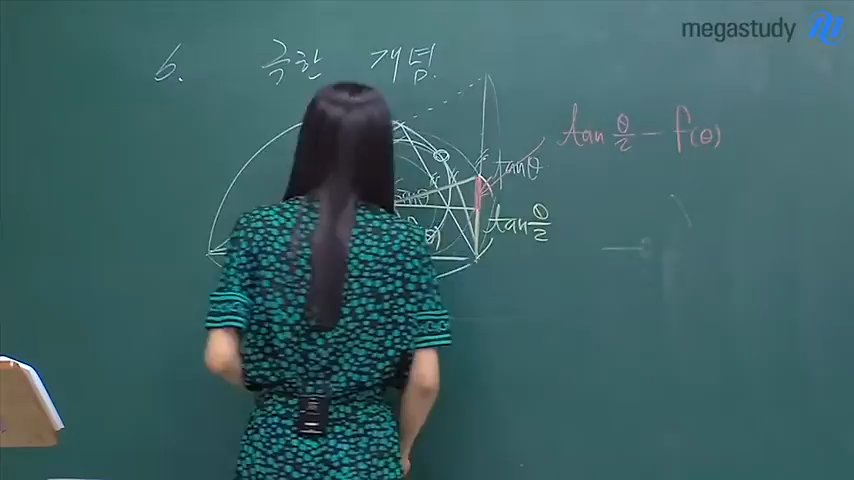 megastudy
6. 극한 개념
tan θ/2 - f(θ)
tanθ
tan θ/2